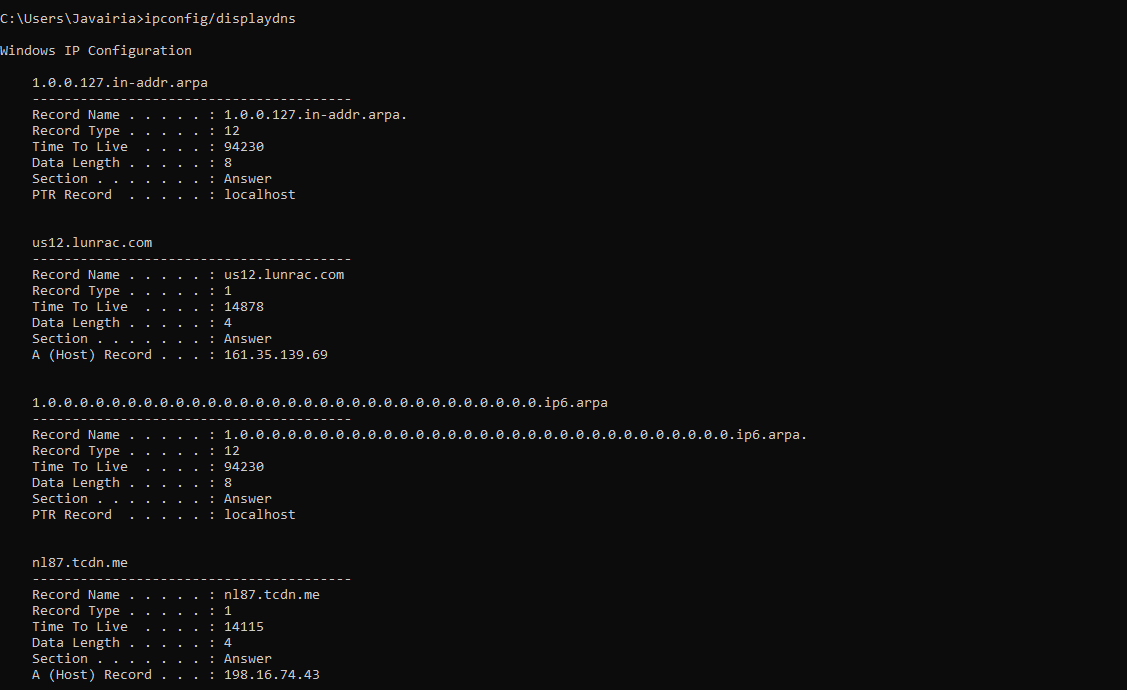 C:\Users\Javairia>ipconfig/displaydns
Windows IP Configuration
1.0.0.127.in-addr.arpa
----------------------------------------
Record Name . . . . . : 1.0.0.127.in-addr.arpa.
Record Type . . . . . : 12
Time To Live  . . . . : 94230
Data Length . . . . . : 8
Section . . . . . . . : Answer
PTR Record  . . . . . : localhost
us12.lunrac.com
----------------------------------------
Record Name . . . . . : us12.lunrac.com
Record Type . . . . . : 1
Time To Live  . . . . : 14878
Data Length . . . . . : 4
Section . . . . . . . : Answer
A (Host) Record . . . : 161.35.139.69
1.0.0.0.0.0.0.0.0.0.0.0.0.0.0.0.0.0.0.0.0.0.0.0.0.0.0.0.0.0.0.0.ip6.arpa
----------------------------------------
Record Name . . . . . : 1.0.0.0.0.0.0.0.0.0.0.0.0.0.0.0.0.0.0.0.0.0.0.0.0.0.0.0.0.0.0.0.ip6.arpa.
Record Type . . . . . : 12
Time To Live  . . . . : 94230
Data Length . . . . . : 8
Section . . . . . . . : Answer
PTR Record  . . . . . : localhost
nl87.tcdn.me
----------------------------------------
Record Name . . . . . : nl87.tcdn.me
Record Type . . . . . : 1
Time To Live  . . . . : 14115
Data Length . . . . . : 4
Section . . . . . . . : Answer
A (Host) Record . . . : 198.16.74.43